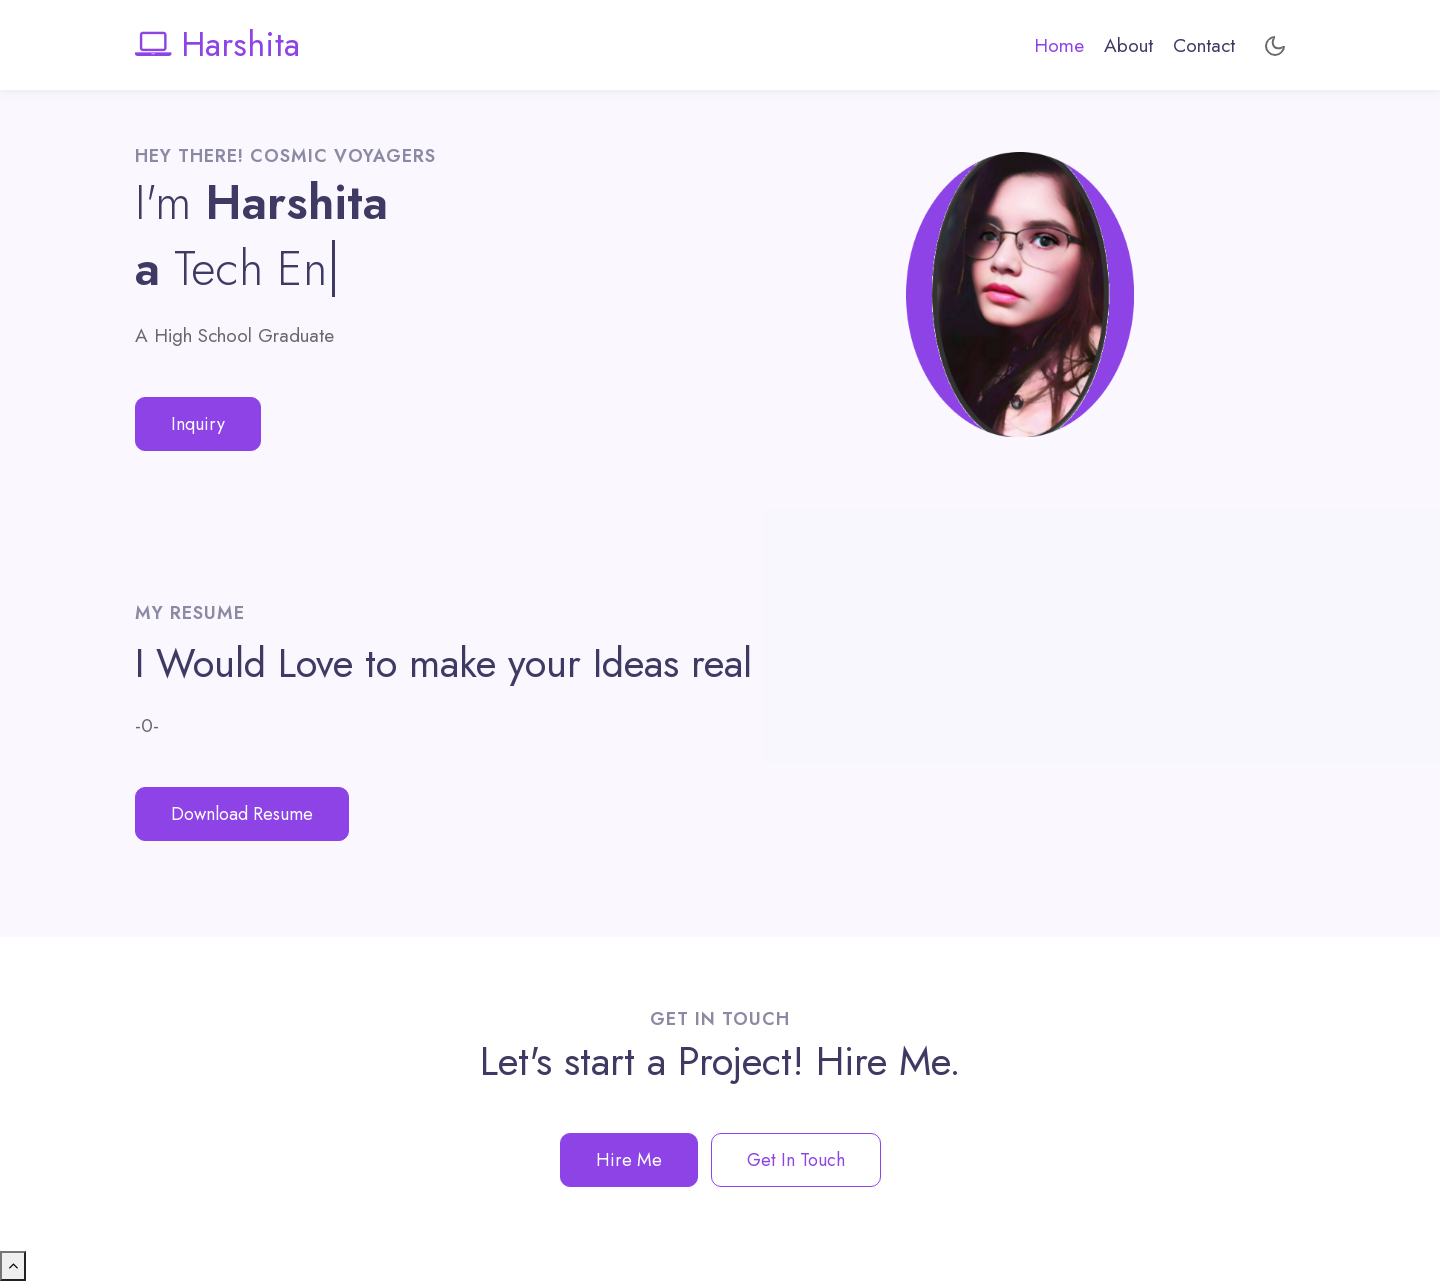 Harshita
Home About Contact
HEY THERE! COSMIC VOYAGERS
I'm Harshita
a Tech En|
A High School Graduate
Inquiry
MY RESUME
I Would Love to make your Ideas real
-0-
Download Resume
GET IN TOUCH
Let's start a Project! Hire Me.
Hire Me Get In Touch